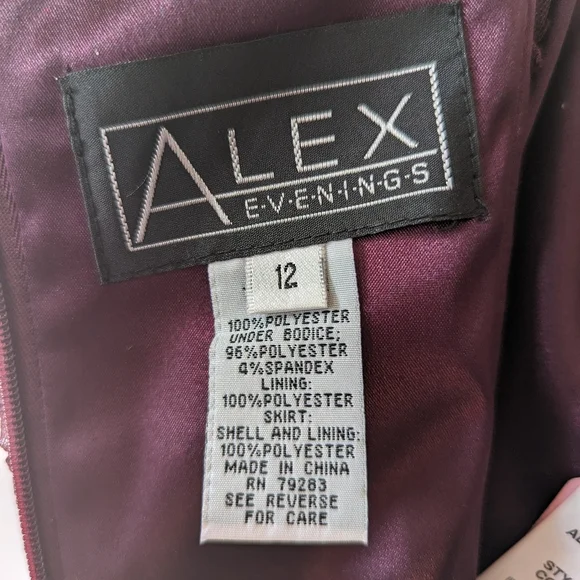 ALEX
E·V·E·N·I·N·G·S
12
100%POLYESTER
UNDER BODICE;
96%POLYESTER
4%SPANDEX
LINING:
100%POLYESTER
SKIRT:
SHELL AND LINING:
100%POLYESTER
MADE IN CHINA
RN 79283
SEE REVERSE
FOR CARE